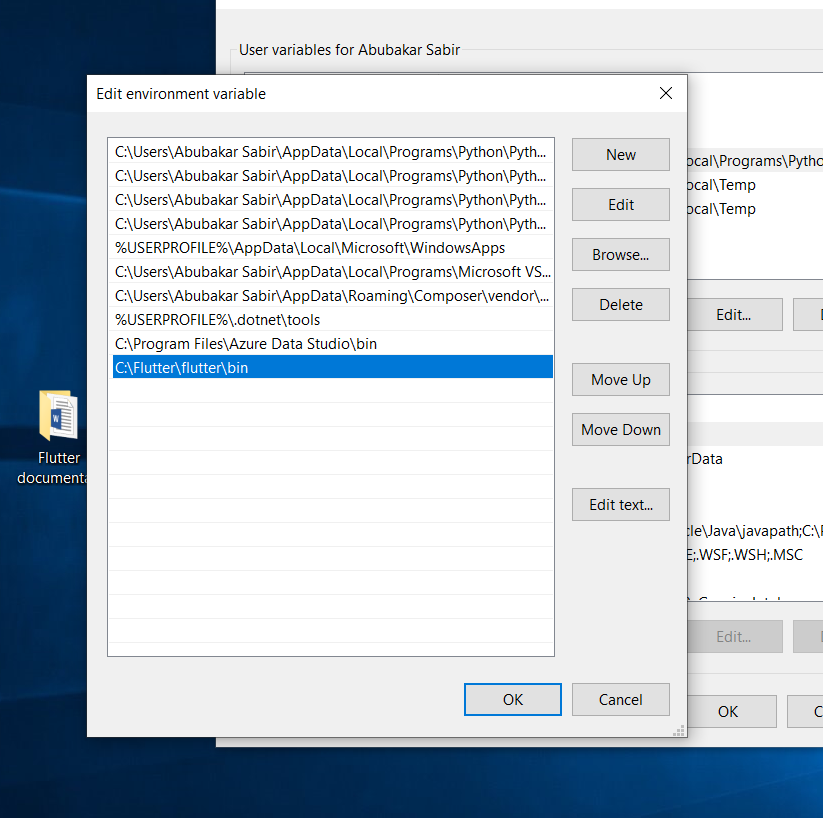 User variables for Abubakar Sabir
Edit environment variable
C:\Users\Abubakar Sabir\AppData\Local\Programs\Python\Pyth...
C:\Users\Abubakar Sabir\AppData\Local\Programs\Python\Pyth...
C:\Users\Abubakar Sabir\AppData\Local\Programs\Python\Pyth...
C:\Users\Abubakar Sabir\AppData\Local\Programs\Python\Pyth...
%USERPROFILE%\AppData\Local\Microsoft\WindowsApps
C:\Users\Abubakar Sabir\AppData\Local\Programs\Microsoft VS...
C:\Users\Abubakar Sabir\AppData\Roaming\Composer\vendor\...
%USERPROFILE%\.dotnet\tools
C:\Program Files\Azure Data Studio\bin
C:\Flutter\flutter\bin
New
Edit
Browse...
Delete
Move Up
Move Down
Edit text...
OK
Cancel
ocal\Programs\Pytho
ocal\Temp
ocal\Temp
Edit...
rData
cle\Java\javapath;C:\
E;.WSF;.WSH;.MSC
Edit...
OK
C
Flutter
documenta